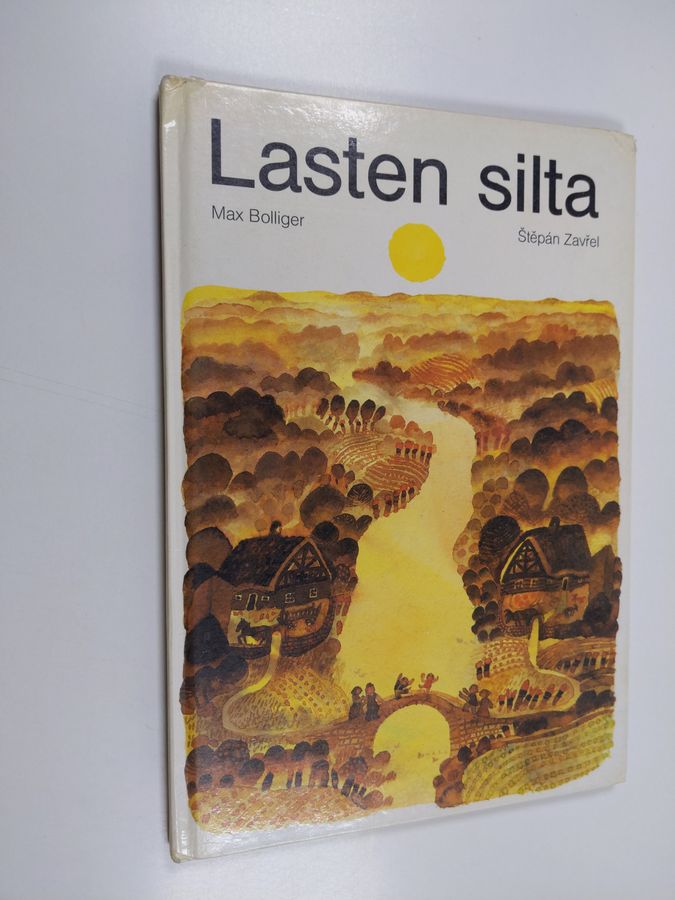 Lasten silta
Max Bolliger
Štěpán Zavřel